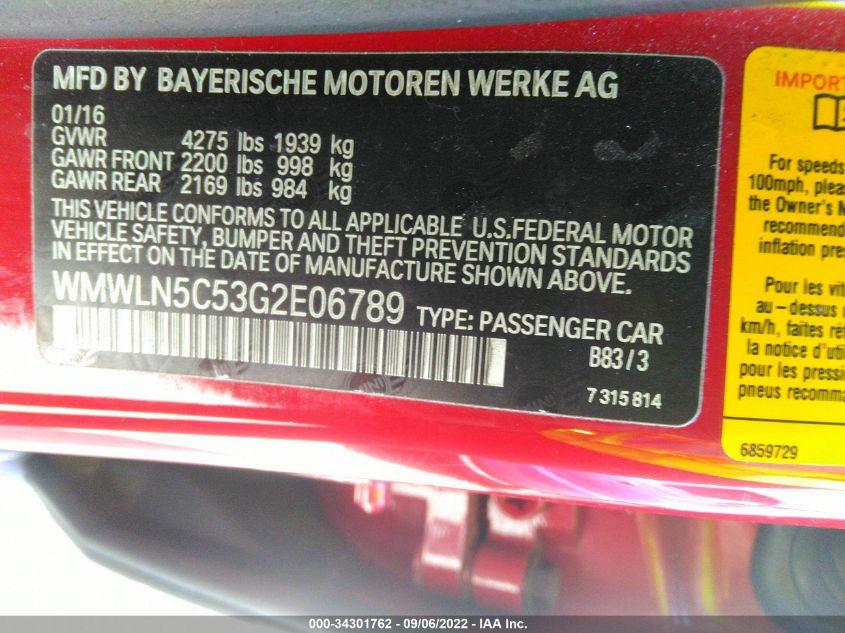 MFD BY BAYERISCHE MOTOREN WERKE AG
01/16
GVWR 4275 lbs 1939 kg
GAWR FRONT 2200 lbs 998 kg
GAWR REAR 2169 lbs 984 kg
THIS VEHICLE CONFORMS TO ALL APPLICABLE U.S.FEDERAL MOTOR
VEHICLE SAFETY, BUMPER AND THEFT PREVENTION STANDARDS
IN EFFECT ON DATE OF MANUFACTURE SHOWN ABOVE.
WMWLN5C53G2E06789 TYPE: PASSENGER CAR
B83/3
7 315 814
IMPORT
For speeds
100mph, pleas
the Owner's M
recommend
inflation pres
Pour les vit
au - dessus d
km/h, faites réf
la notice d'util
pour les pressi
pneus recomma
6859729
000-34301762 - 09/06/2022 - IAA Inc.